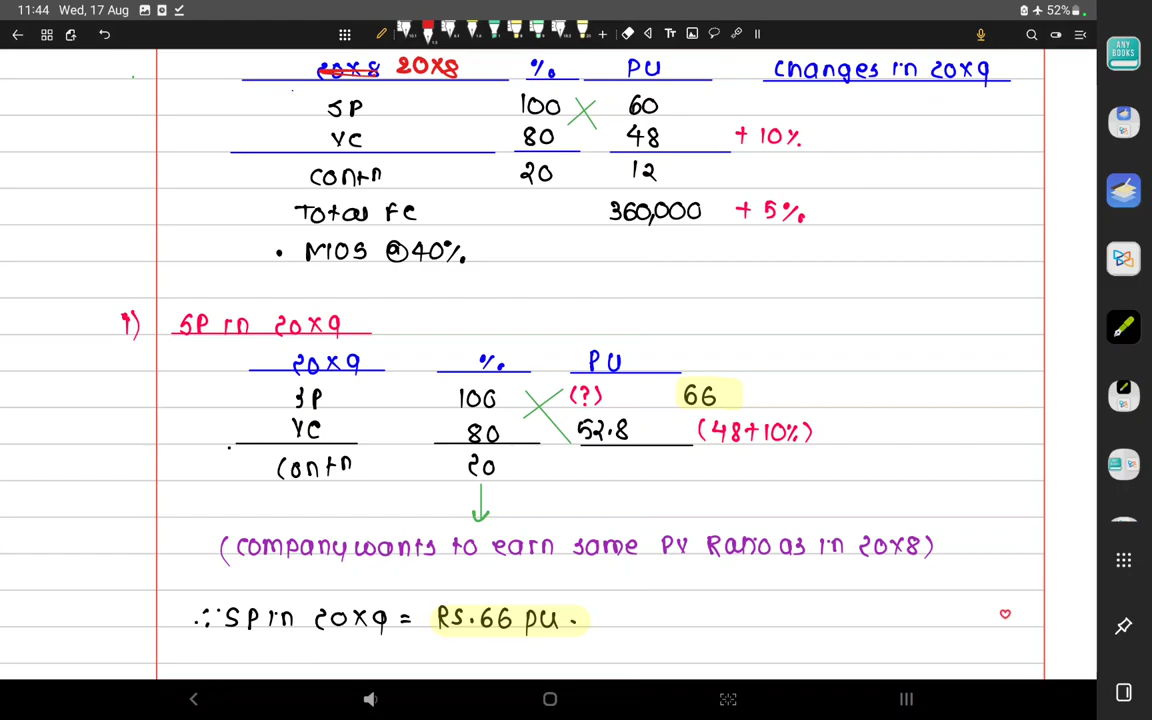 11:44 Wed, 17 Aug 52%
TT
ANY BOOKS
20X8 20X8 % PU Changes in 20X9
SP 100 60
VC 80 48 + 10%
Contn 20 12
Total FC 360,000 + 5%
• MOS @ 40%.
1) SP in 20X9
20X9 % PU
SP 100 (?) 66
VC 80 52.8 (48+10%)
Contn 20
(Company wants to earn same PV Ratio as in 20X8)
∴ SP in 20X9 = Rs.66 PU.